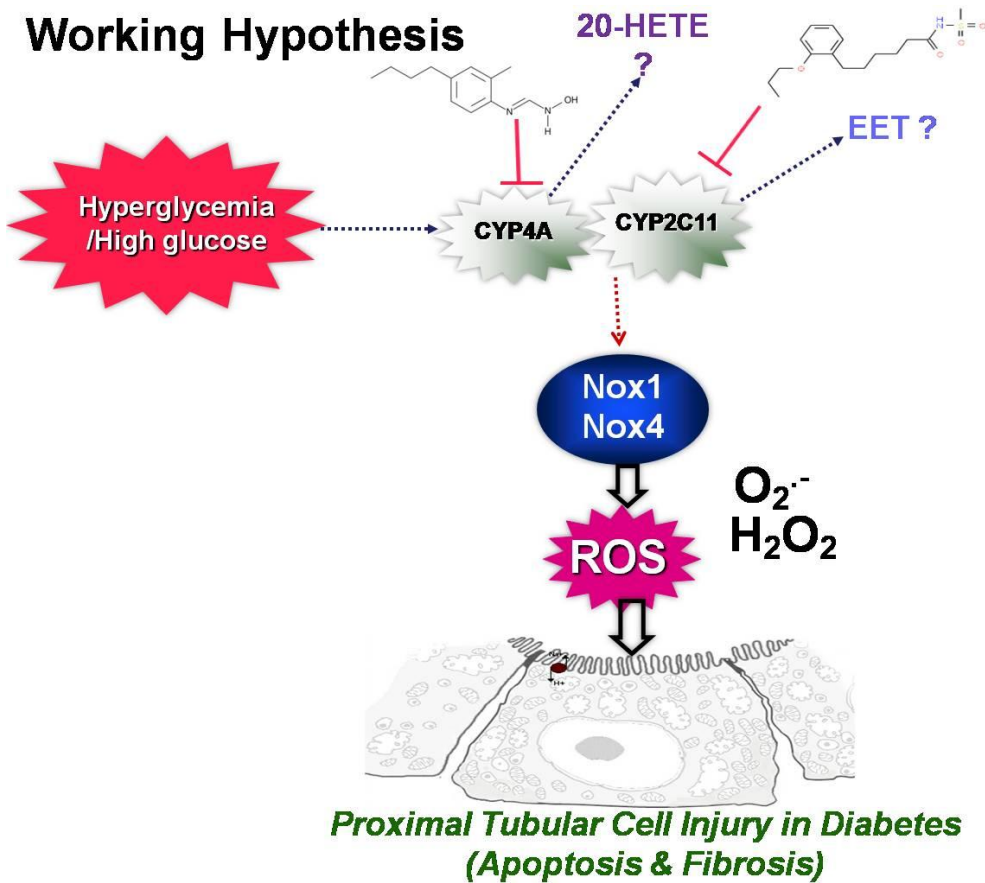 Working Hypothesis
20-HETE
?
OH
N
N
H
O
O
N
H
S
O
O
EET ?
Hyperglycemia
/High glucose
CYP4A
CYP2C11
Nox1
Nox4
O₂·-
H₂O₂
ROS
H+
Proximal Tubular Cell Injury in Diabetes
(Apoptosis & Fibrosis)